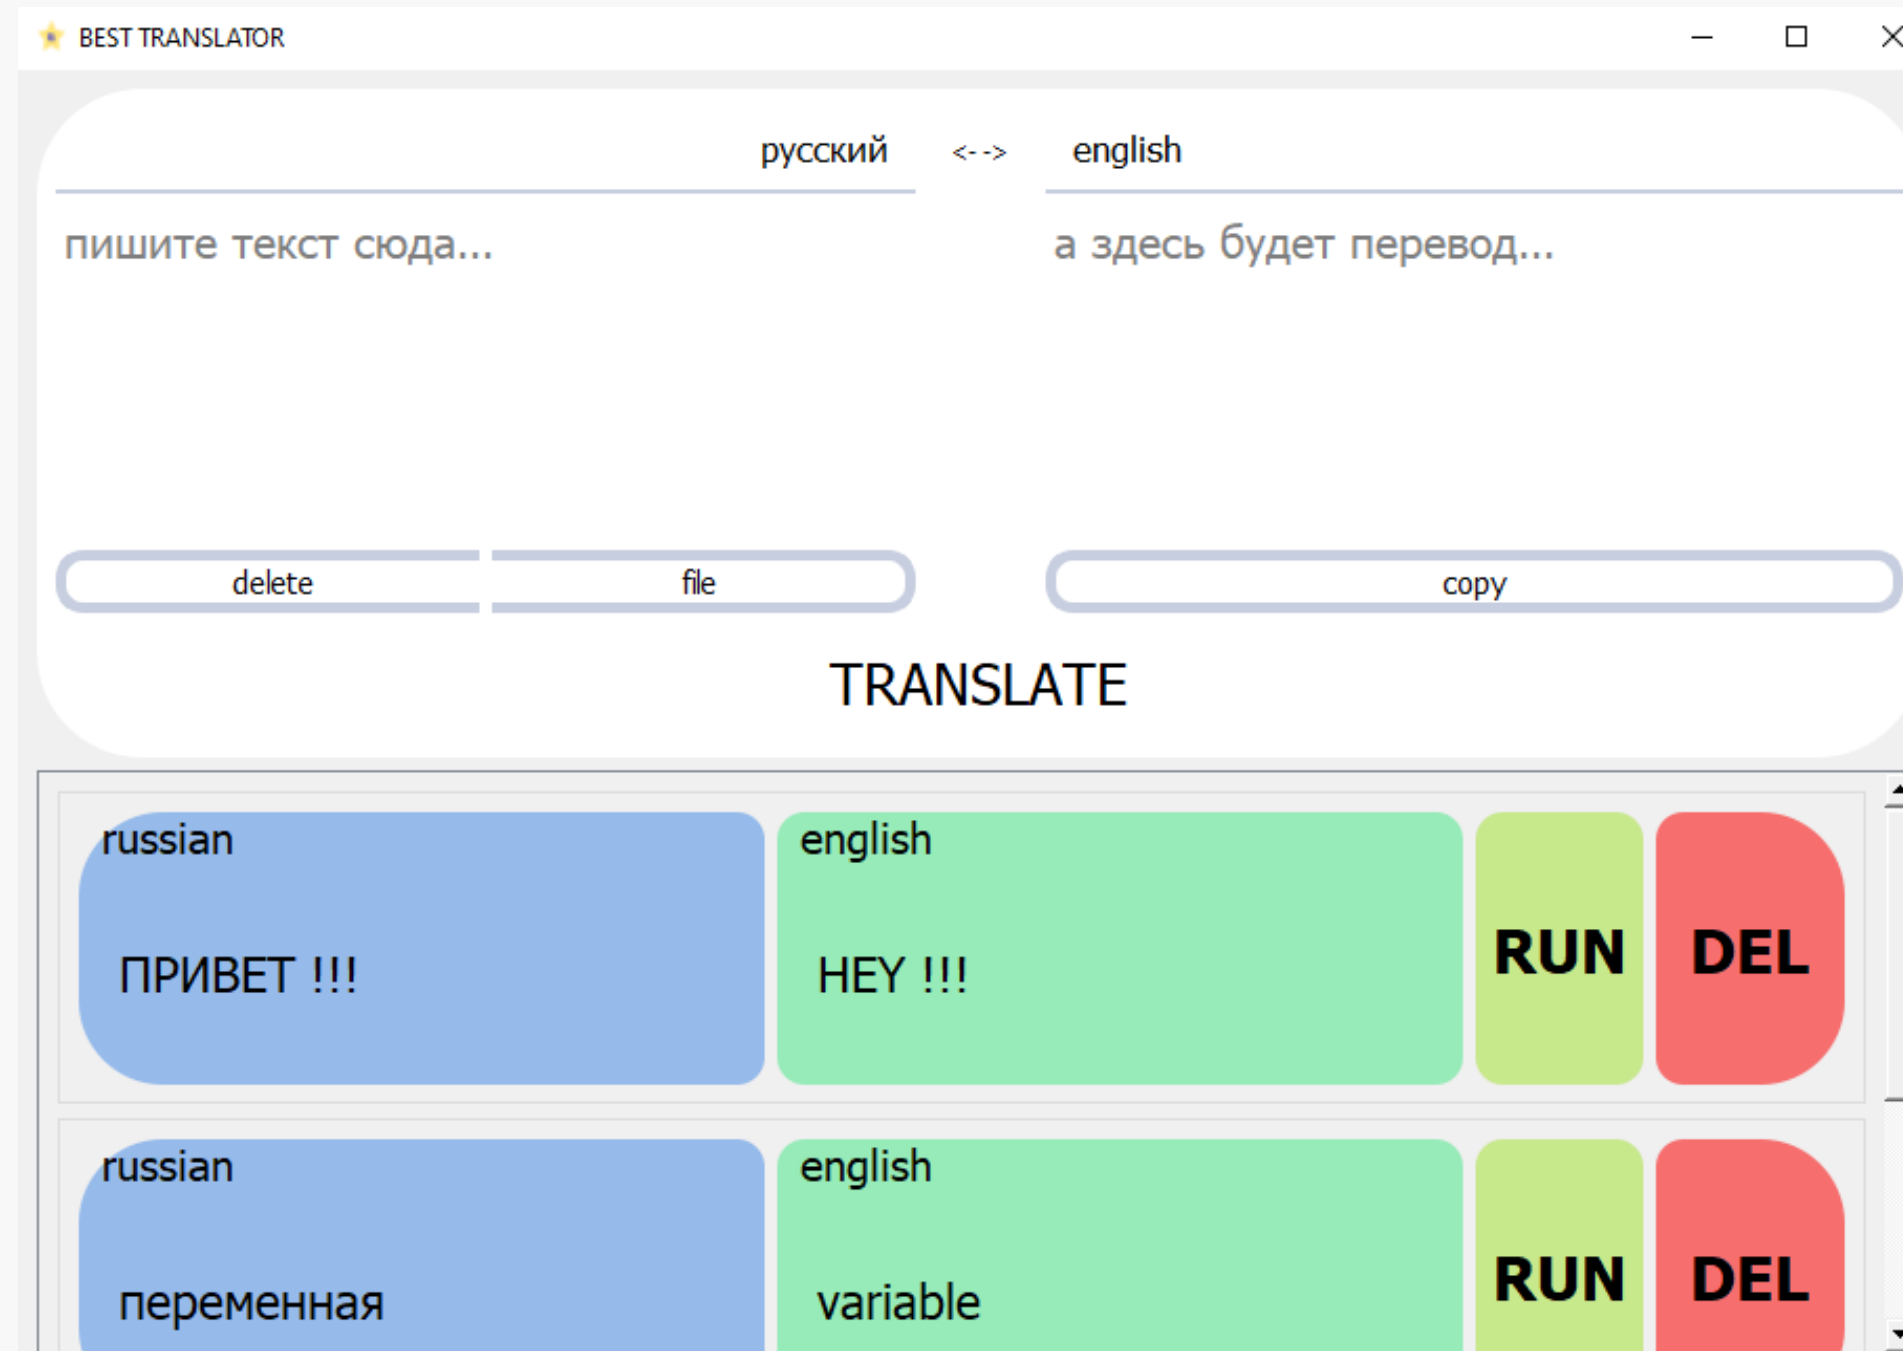 BEST TRANSLATOR
русский <--> english
пишите текст сюда...
а здесь будет перевод...
delete
file
copy
TRANSLATE
russian
ПРИВЕТ !!!
english
HEY !!!
RUN
DEL
russian
переменная
english
variable
RUN
DEL